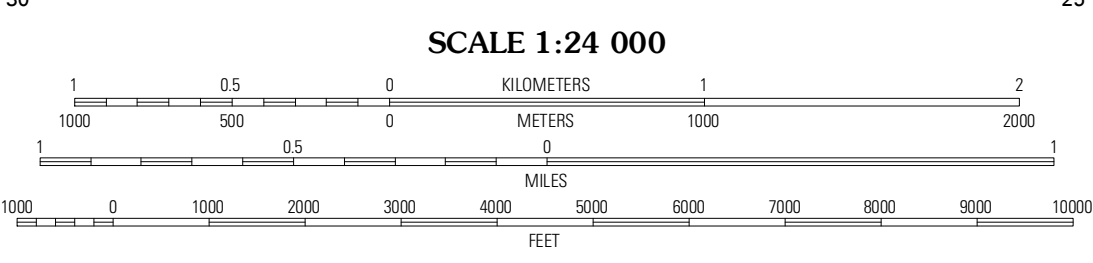 30 25
SCALE 1:24 000
1 0.5 0 KILOMETERS 1 2
1000 500 0 METERS 1000 2000
1 0.5 0 1
MILES
1000 0 1000 2000 3000 4000 5000 6000 7000 8000 9000 10000
FEET